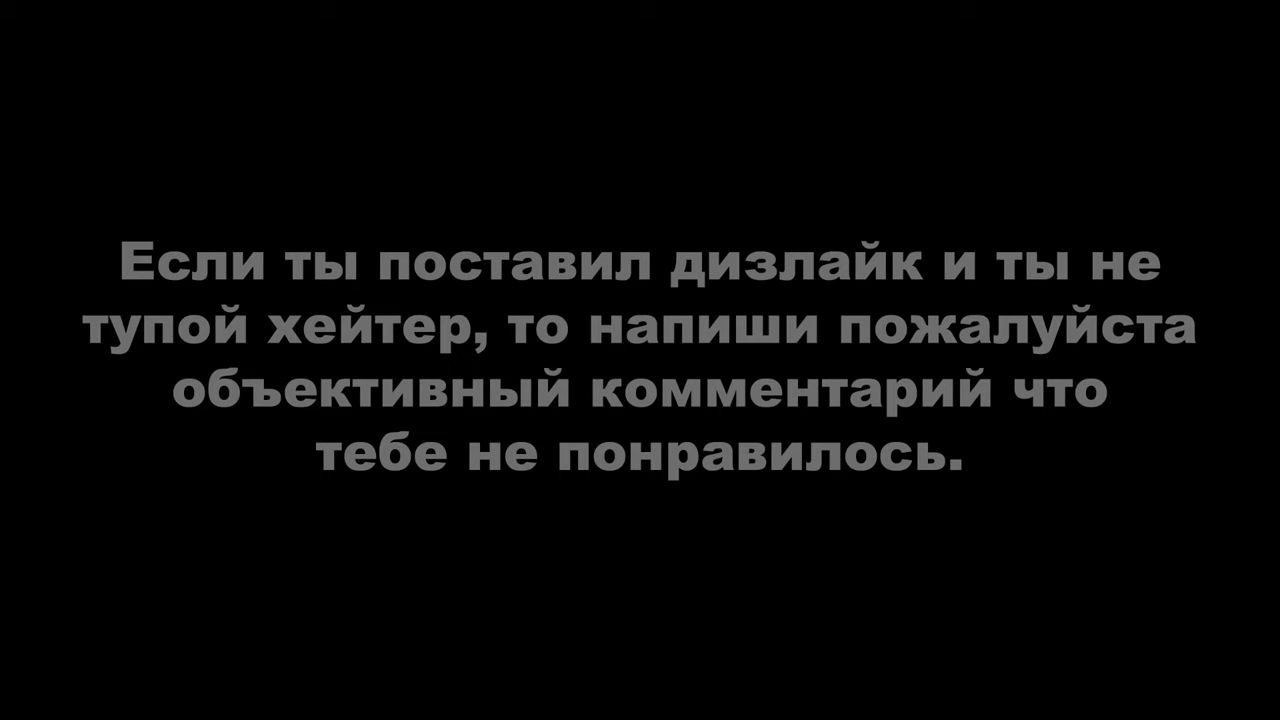 Если ты поставил дизлайк и ты не
тупой хейтер, то напиши пожалуйста
объективный комментарий что
тебе не понравилось.